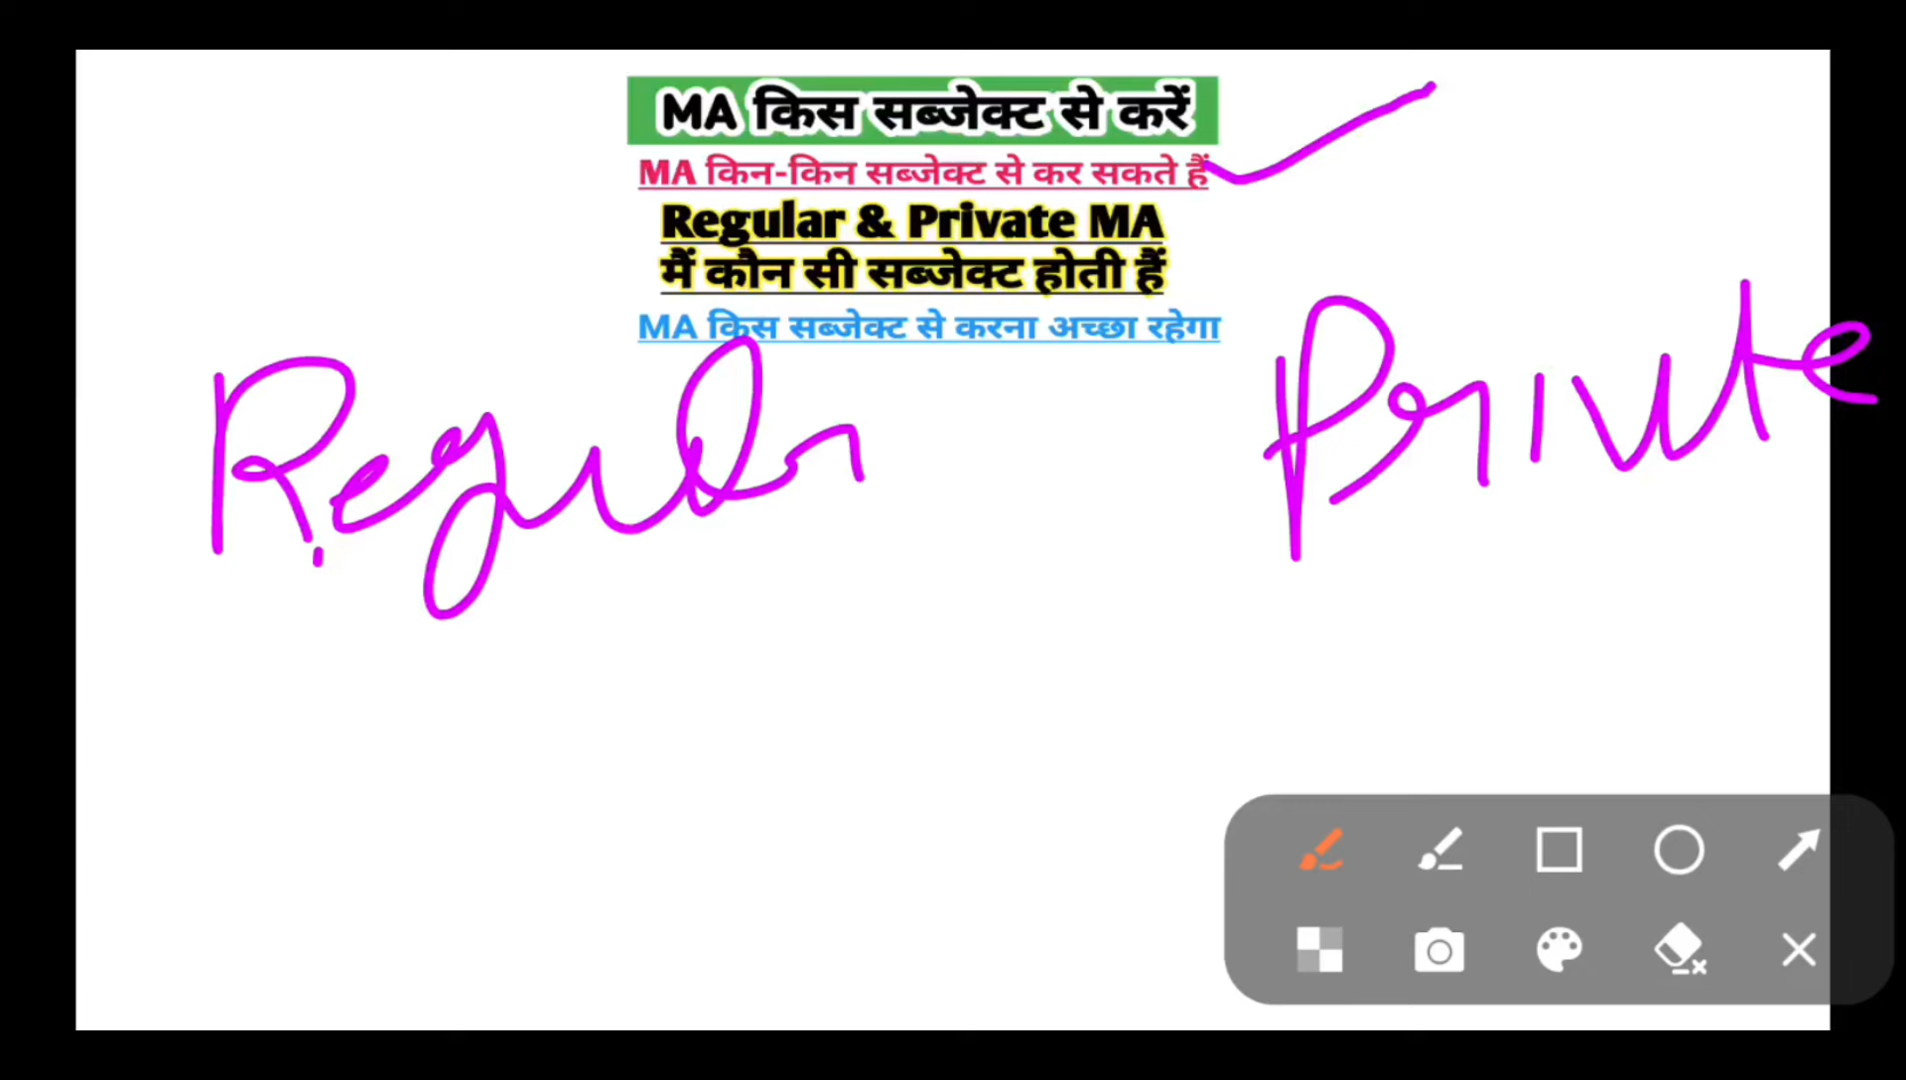 MA किस सब्जेक्ट से करें
MA किन-किन सब्जेक्ट से कर सकते हैं
Regular & Private MA
मैं कौन सी सब्जेक्ट होती हैं
MA किस सब्जेक्ट से करना अच्छा रहेगा
Regular Private